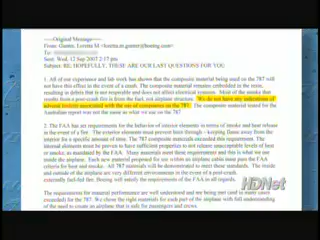 -----Original Message-----
From: Gunter, Lorettа M
Sent: Wed, 12 Sep 2007 2:17 pm
Subject: RE: HOPEFULLY, THESE ARE OUR LAST QUESTIONS FOR YOU
1. All of our experience and lab work has shown that the composite material being used on the 787 will
not have this effect in the event of a crash. The composite material remains embedded in the resin,
resulting in debris that is not respirable and does not affect electrical sensors. Most of the smoke that
results from a post-crash fire is from the fuel, not airplane structure. We do not have any indications of
adverse toxicity associated with the use of composites on the 787. The composite material tested for the
Australian report was not the same as what we use on the 787
2. The FAA has set requirements for the behavior of interior elements in terms of smoke and heat release
in the event of a fire. The exterior elements must prevent burn through - keeping flame away from the
interior for a specific amount of time. The 787 composite materials exceeded this requirement. The
internal elements must be proven to have sufficient properties to not release unacceptable levels of heat
or smoke, as mandated by the FAA. Many materials meet these requirements and this is what we use
inside the airplane. Each new material proposed for use within an airplane cabin must pass the FAA
criteria for heat and smoke. All 787 materials will be demonstrated to meet these standards. The inside
and outside of the airplane are very different environments in the event of a post-crash
externally fuel-fed fire. Boeing will satisfy the requirements of the FAA in all regards.
The requirements for material performance are well understood and are being met (and in many cases
exceeded) for the 787. We chose the right materials for each part of the airplane with full understanding
of the need to create an airplane that is safe for passengers and crews.
HDNet